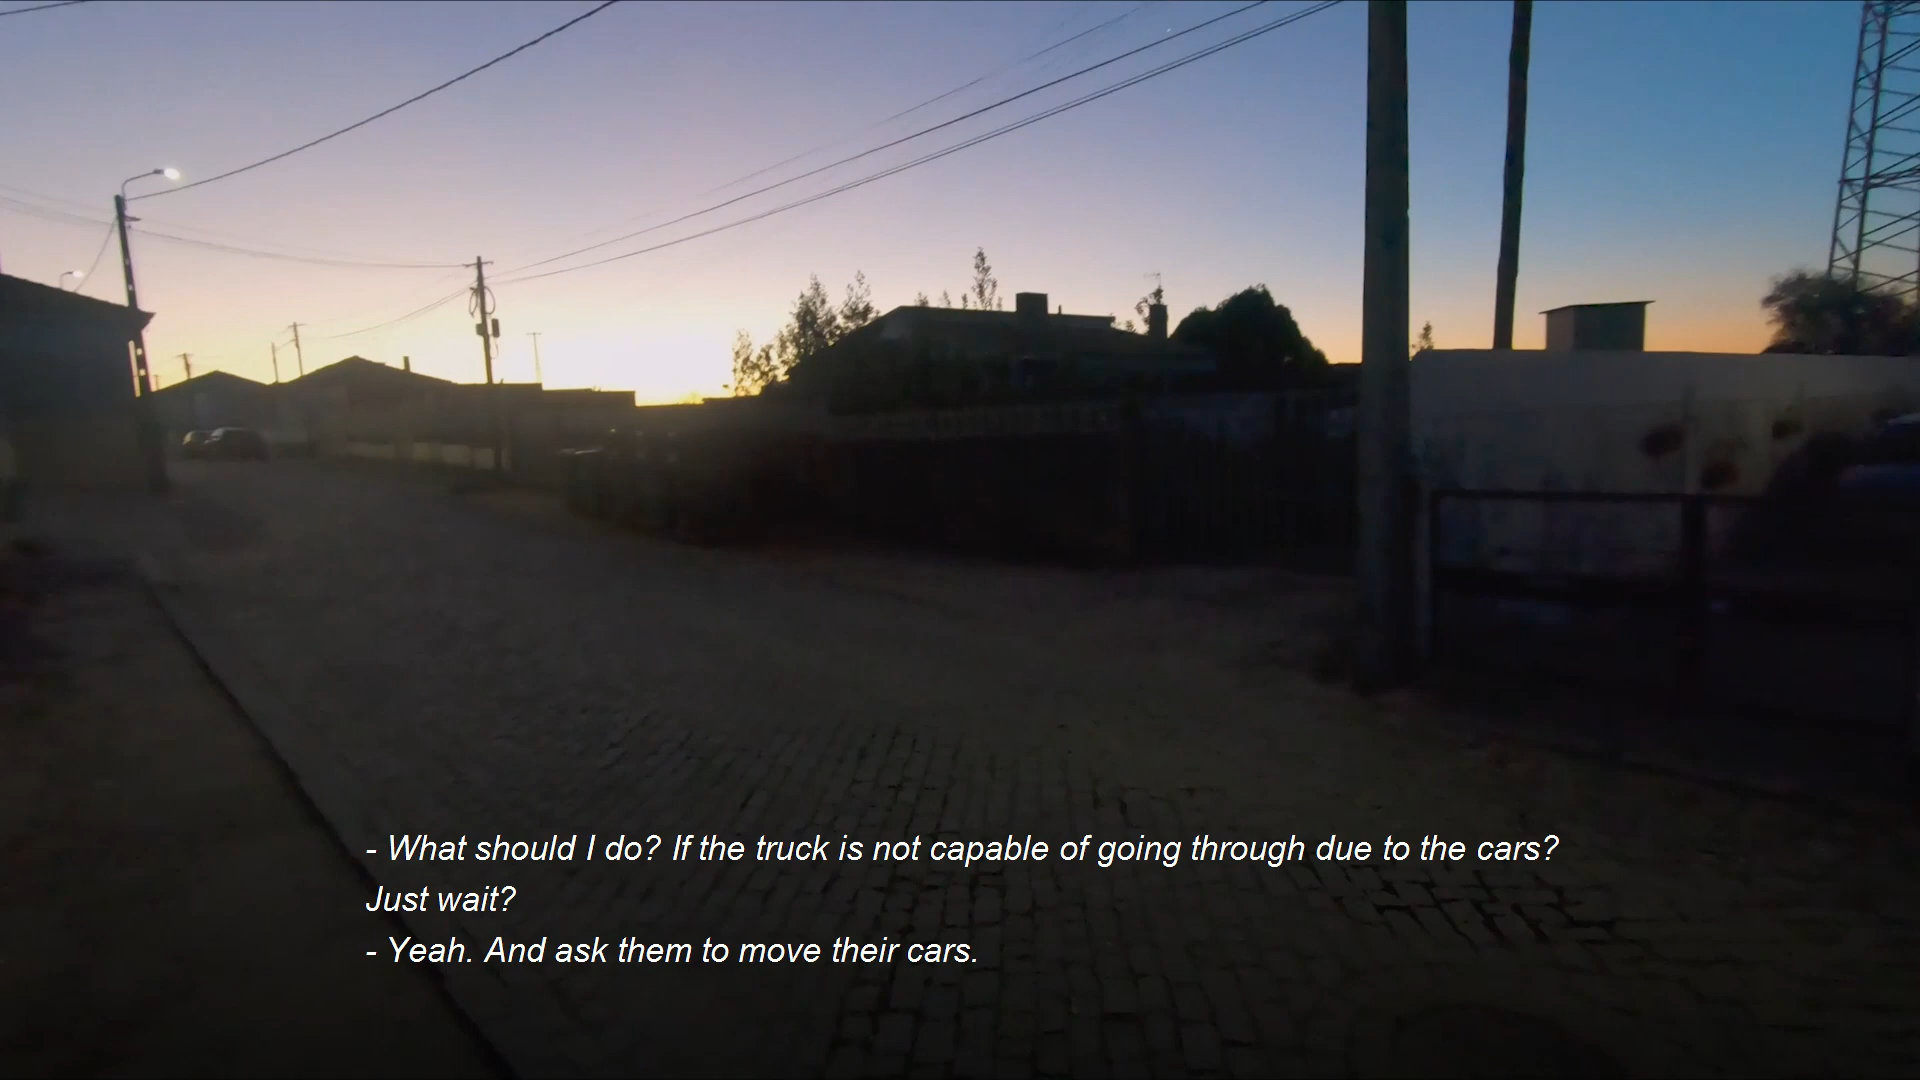 - What should I do? If the truck is not capable of going through due to the cars?
Just wait?
- Yeah. And ask them to move their cars.